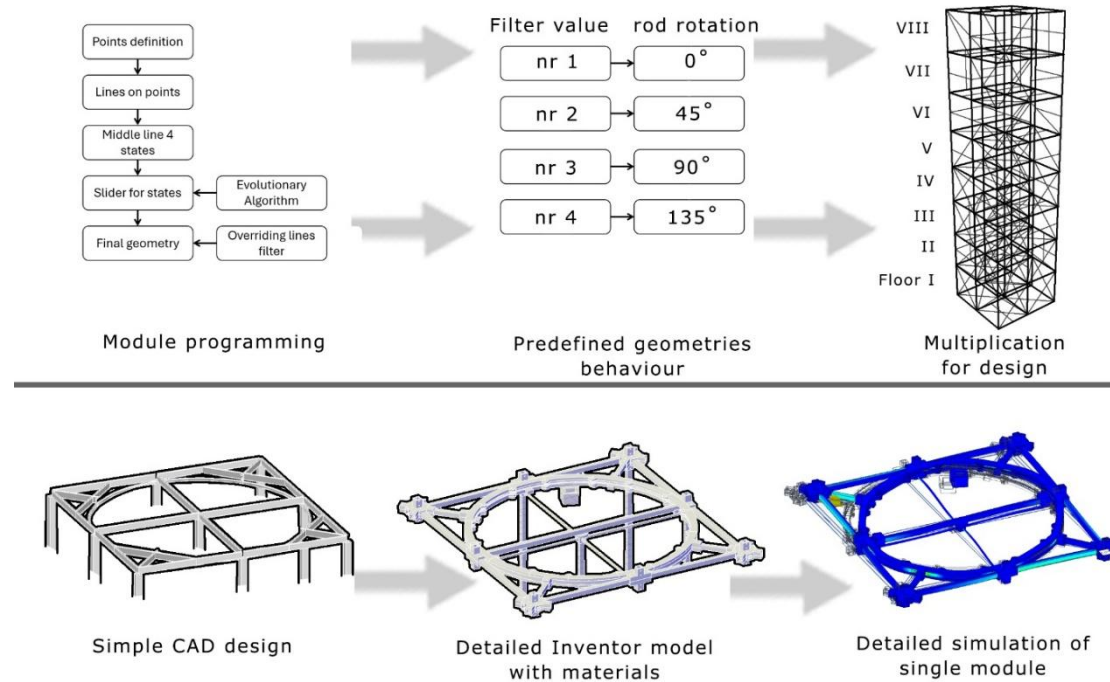 Points definition
Lines on points
Middle line 4
states
Slider for states
Evolutionary
Algorithm
Final geometry
Overriding lines
filter
Module programming
Filter value rod rotation
nr 1 0°
nr 2 45°
nr 3 90°
nr 4 135°
Predefined geometries
behaviour
VIII
VII
VI
V
IV
III
II
Floor I
Multiplication
for design
Simple CAD design
Detailed Inventor model
with materials
Detailed simulation of
single module